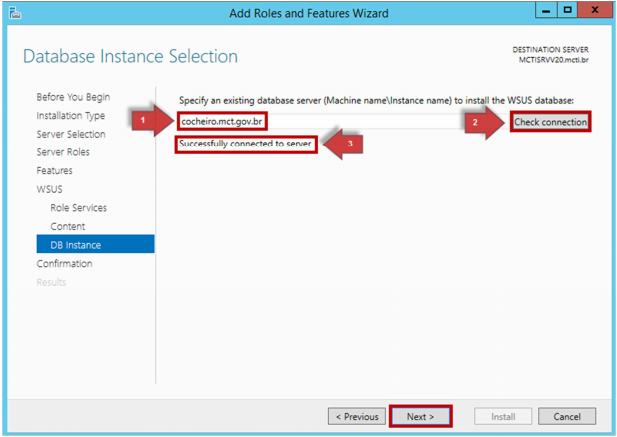 Add Roles and Features Wizard
Database Instance Selection
DESTINATION SERVER
MCTISRVV20.mcti.br
Before You Begin
Installation Type
Server Selection
Server Roles
Features
WSUS
Role Services
Content
DB Instance
Confirmation
Results
Specify an existing database server (Machine name\Instance name) to install the WSUS database:
1
cocheiro.mct.gov.br
2
Check connection
Successfully connected to server
3
< Previous
Next >
Install
Cancel